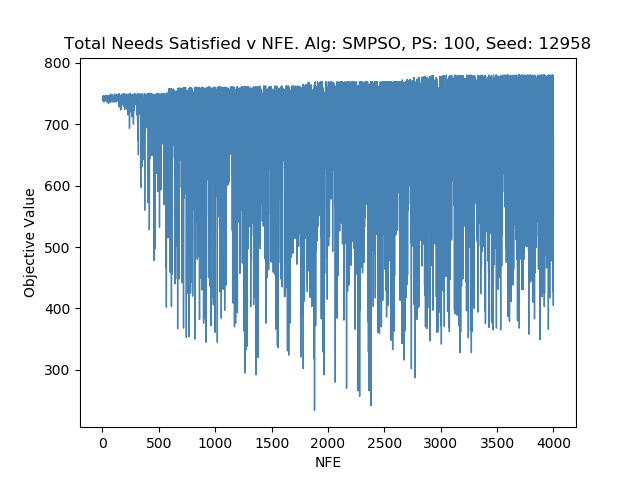 Total Needs Satisfied v NFE. Alg: SMPSO, PS: 100, Seed: 12958
800
700
600
500
400
300
Objective Value
0 500 1000 1500 2000 2500 3000 3500 4000
NFE